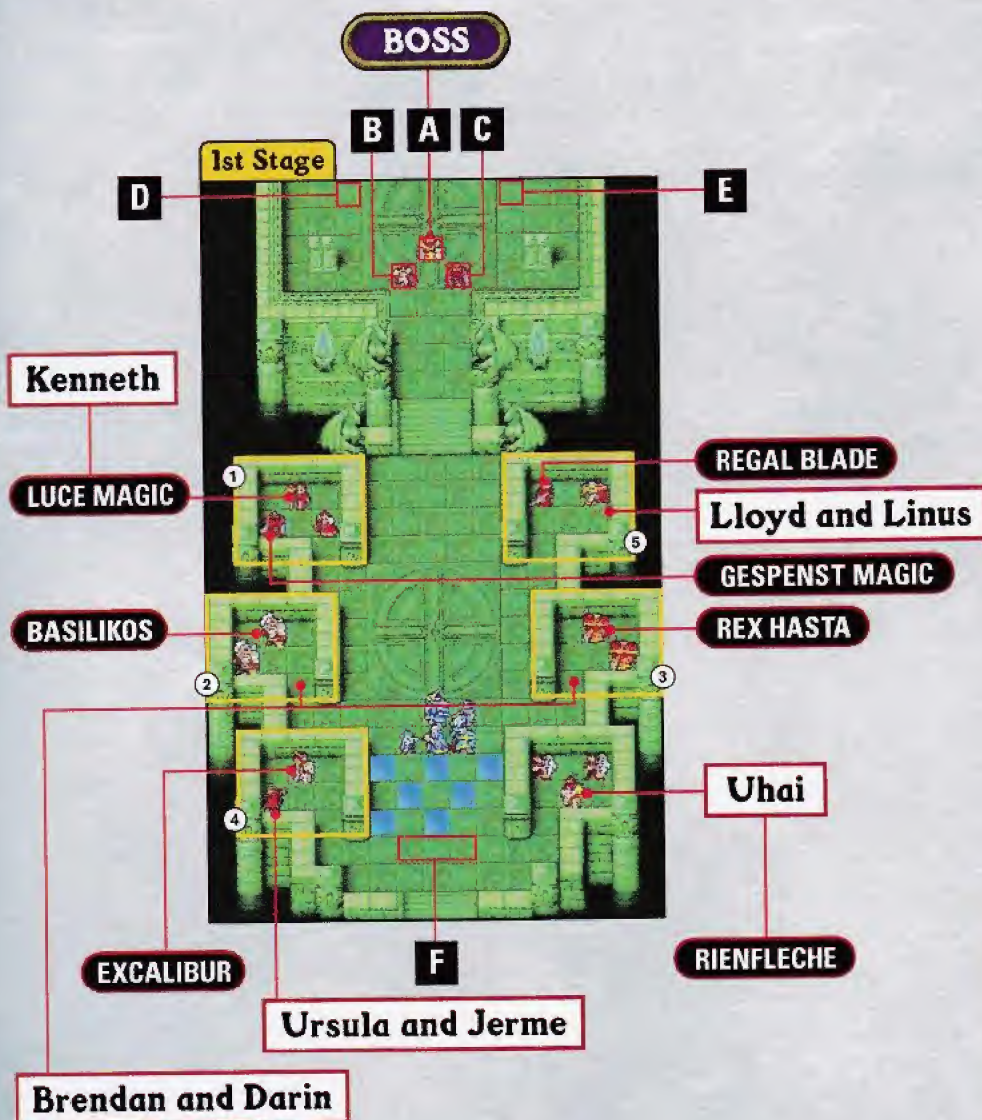 BOSS
B A C
1st Stage
D
E
Kenneth
REGAL BLADE
1
LUCE MAGIC
Lloyd and Linus
5
GESPENST MAGIC
BASILIKOS
REX HASTA
2
3
Uhai
4
EXCALIBUR
F
RIENFLECHE
Ursula and Jerme
Brendan and Darin